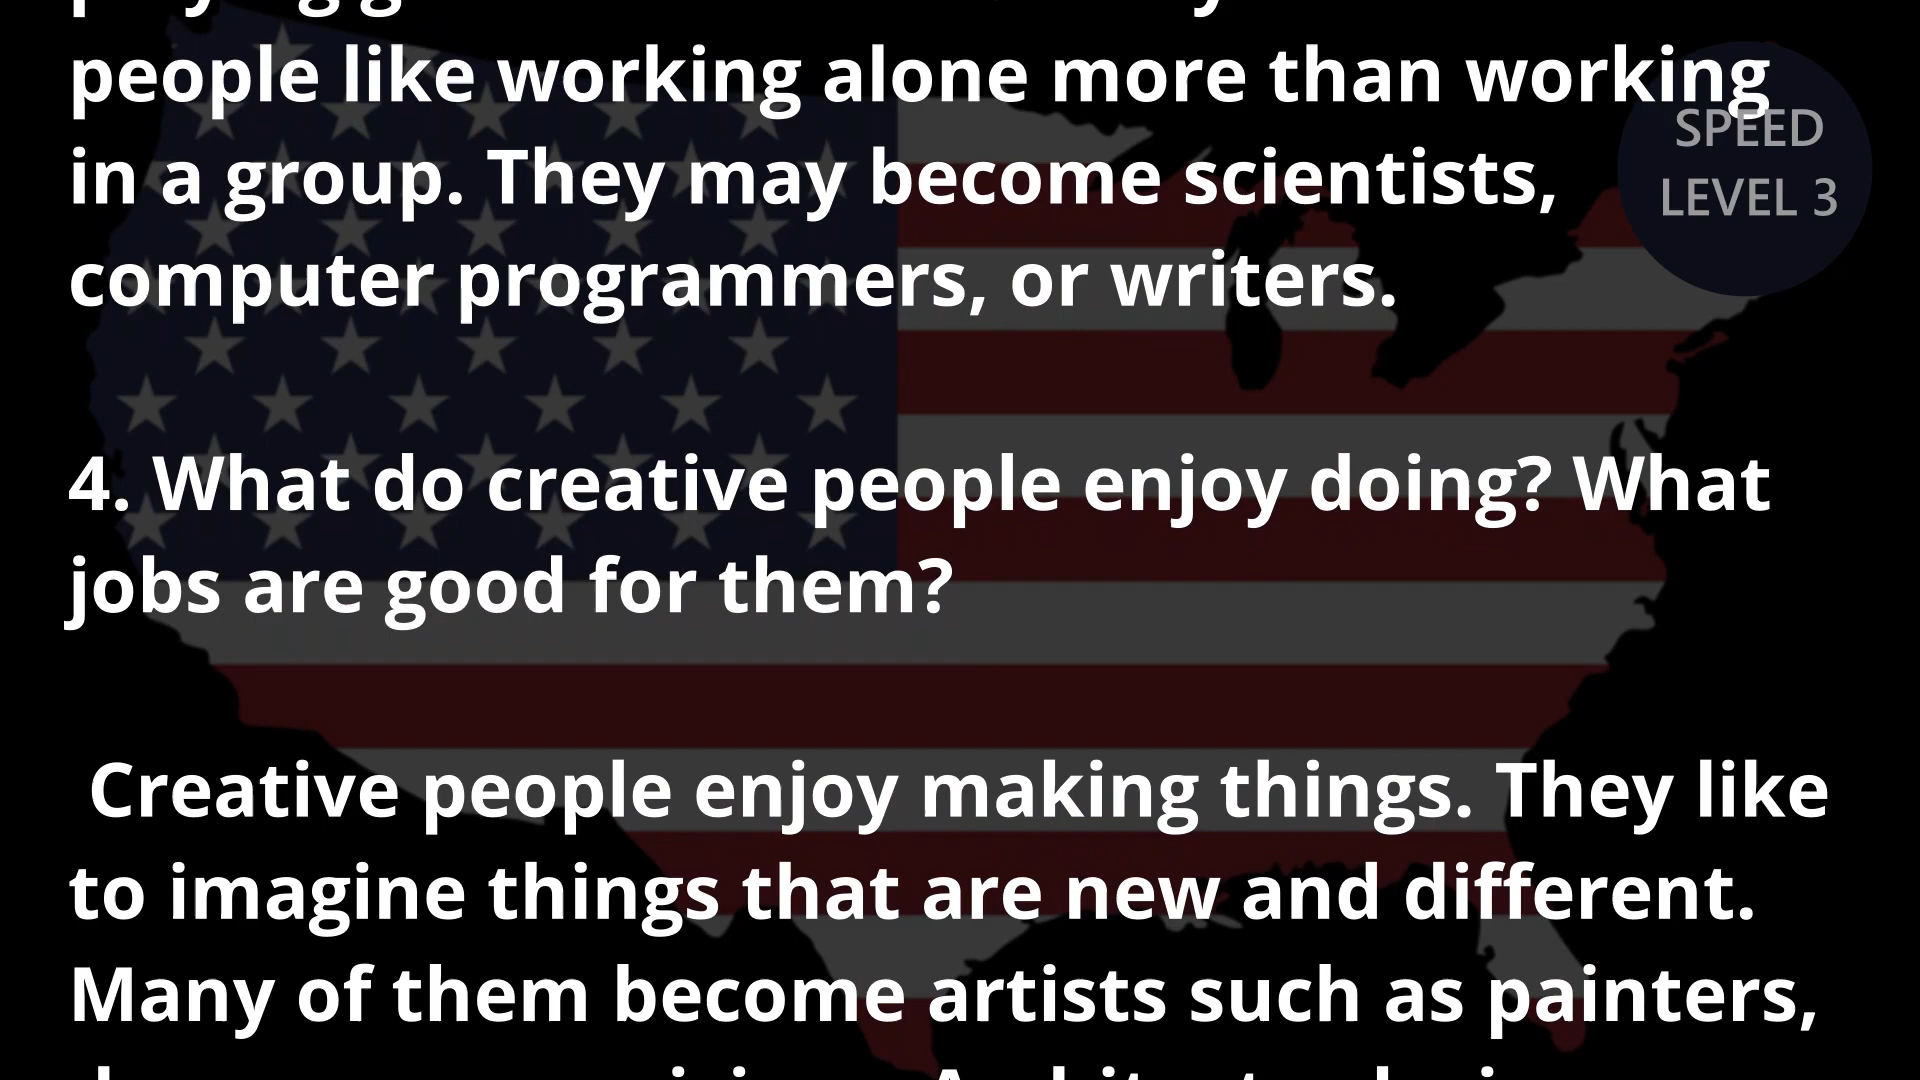 people like working alone more than working
in a group. They may become scientists,
computer programmers, or writers.
4. What do creative people enjoy doing? What
jobs are good for them?
Creative people enjoy making things. They like
to imagine things that are new and different.
Many of them become artists such as painters,
SPEED
LEVEL 3